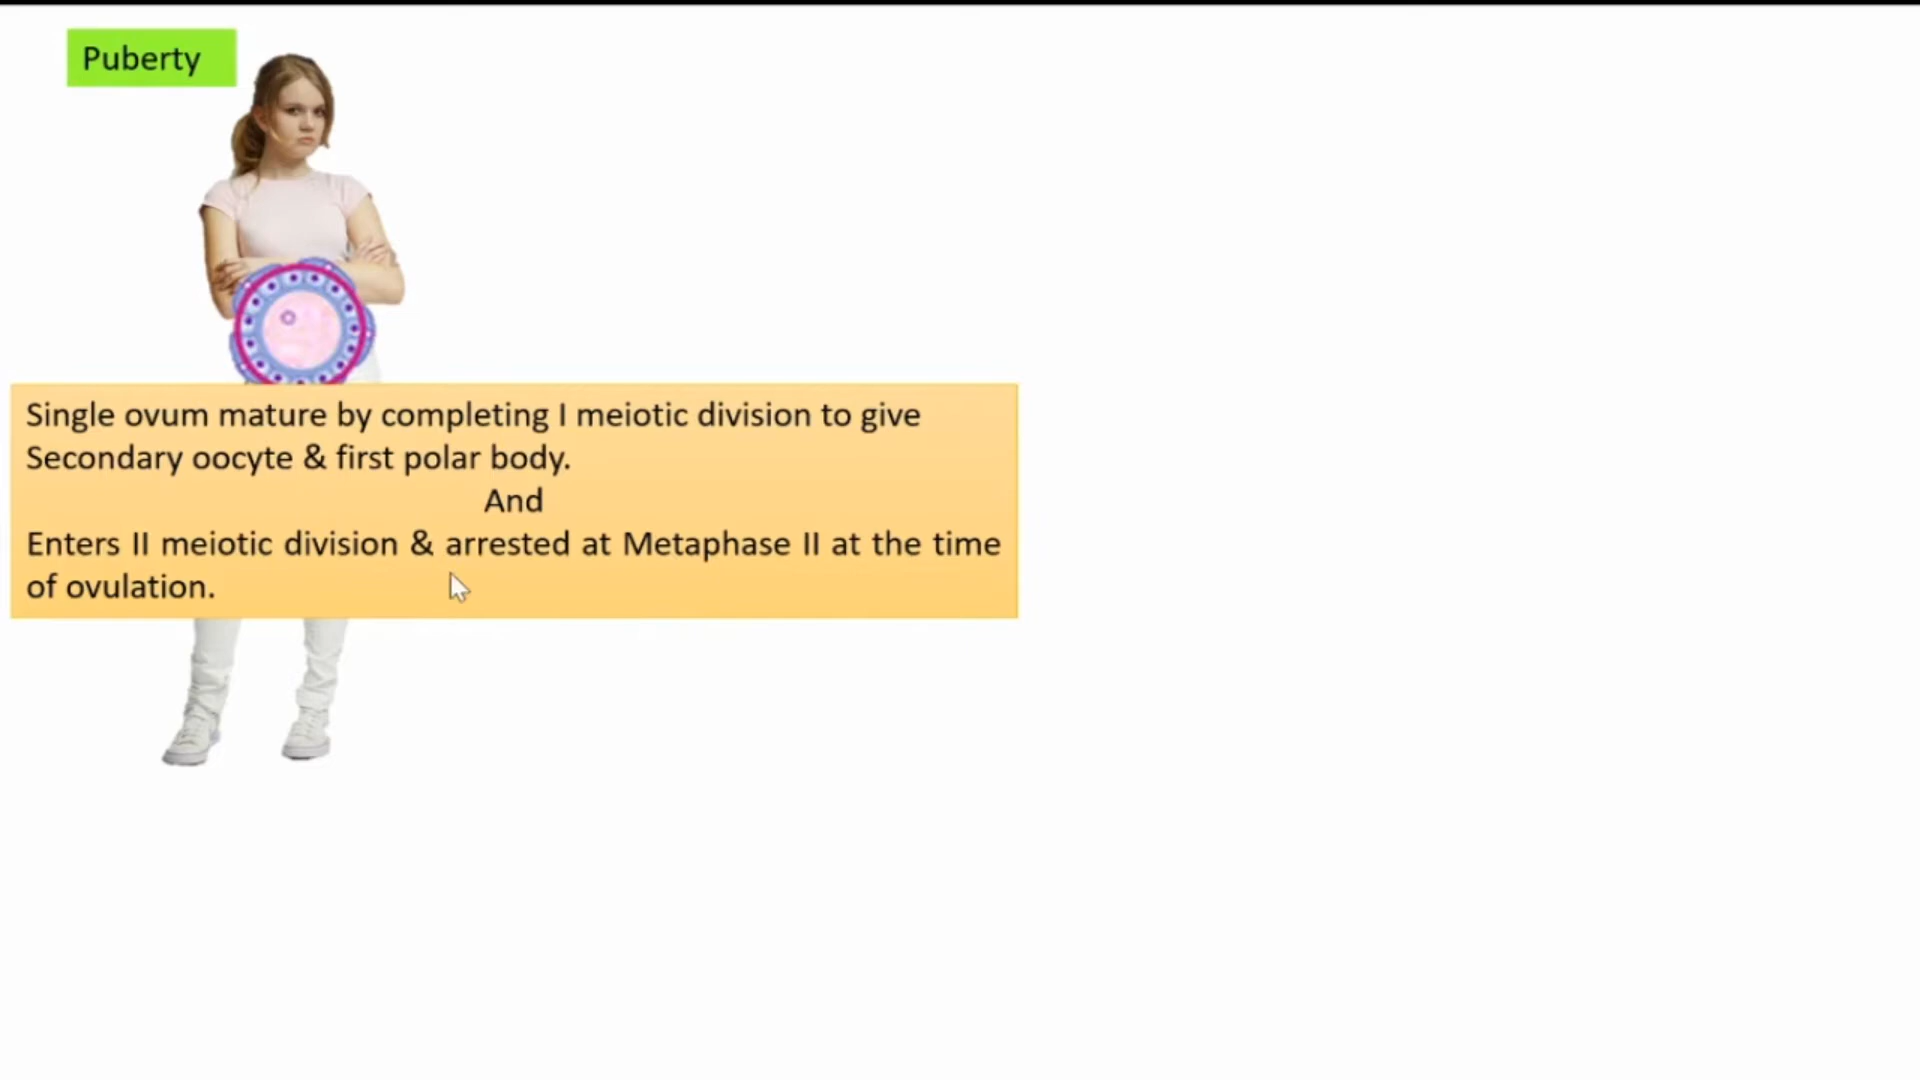 Puberty
Single ovum mature by completing I meiotic division to give
Secondary oocyte & first polar body.
And
Enters II meiotic division & arrested at Metaphase II at the time
of ovulation.